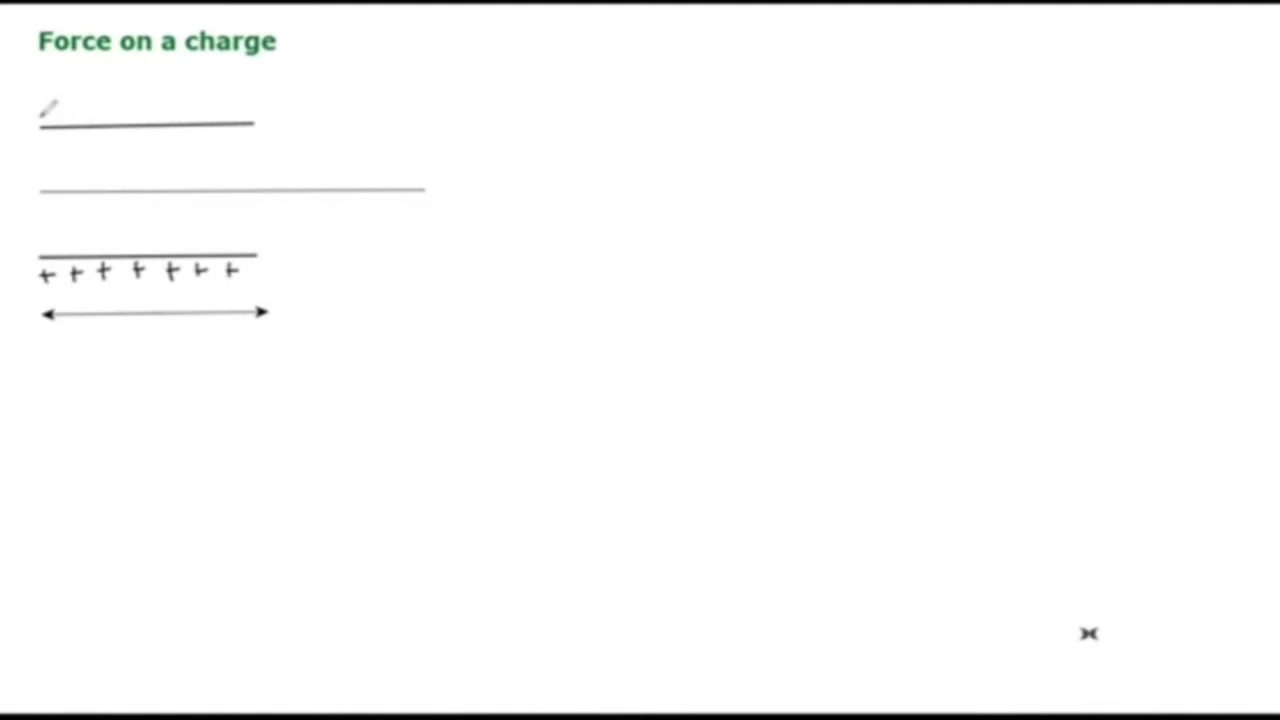 Force on a charge
+ + + + + + +